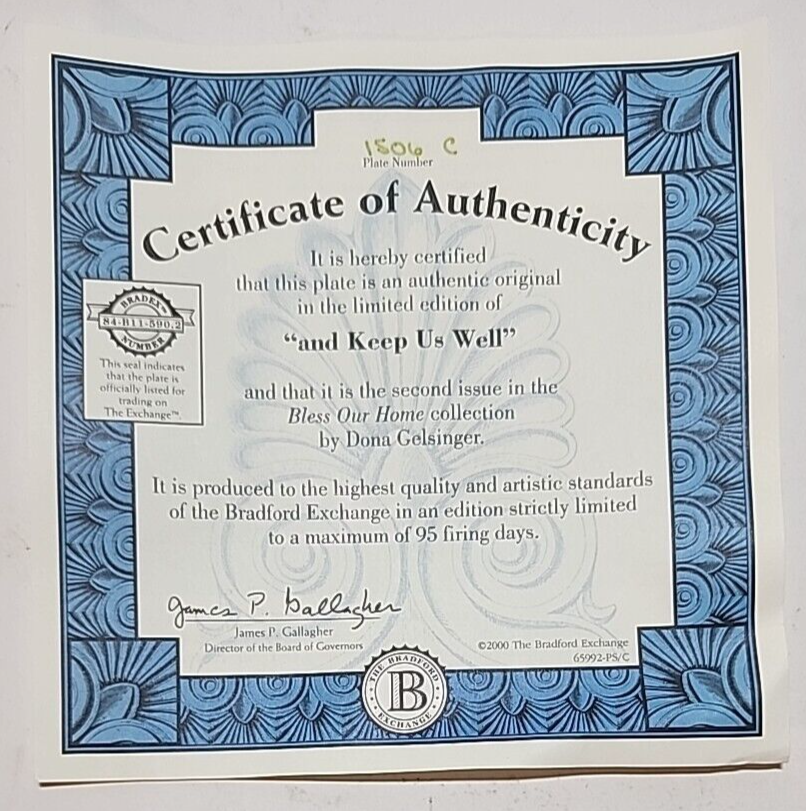 1506 C
Plate Number
Certificate of Authenticity
It is hereby certified
that this plate is an authentic original
in the limited edition of
“and Keep Us Well”
and that it is the second issue in the
Bless Our Home collection
by Dona Gelsinger.
BRADEX™
84-B11-590.2
NUMBER
This seal indicates
that the plate is
officially listed for
trading on
The Exchange™
It is produced to the highest quality and artistic standards
of the Bradford Exchange in an edition strictly limited
to a maximum of 95 firing days.
James P. Gallagher
James P. Gallagher
Director of the Board of Governors
©2000 The Bradford Exchange
65992-PS/C
THE BRADFORD
B
EXCHANGE